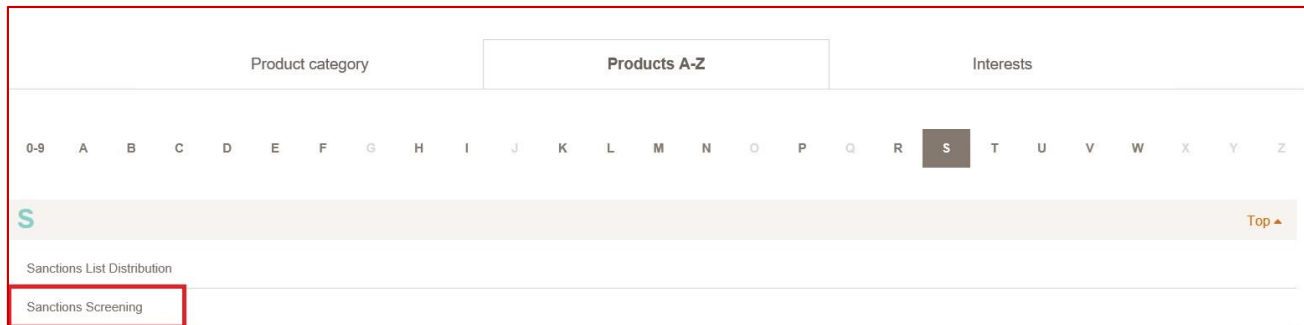 Product category Products A-Z Interests
0-9 A B C D E F G H I J K L M N O P Q R S T U V W X Y Z
S Top
Sanctions List Distribution
Sanctions Screening